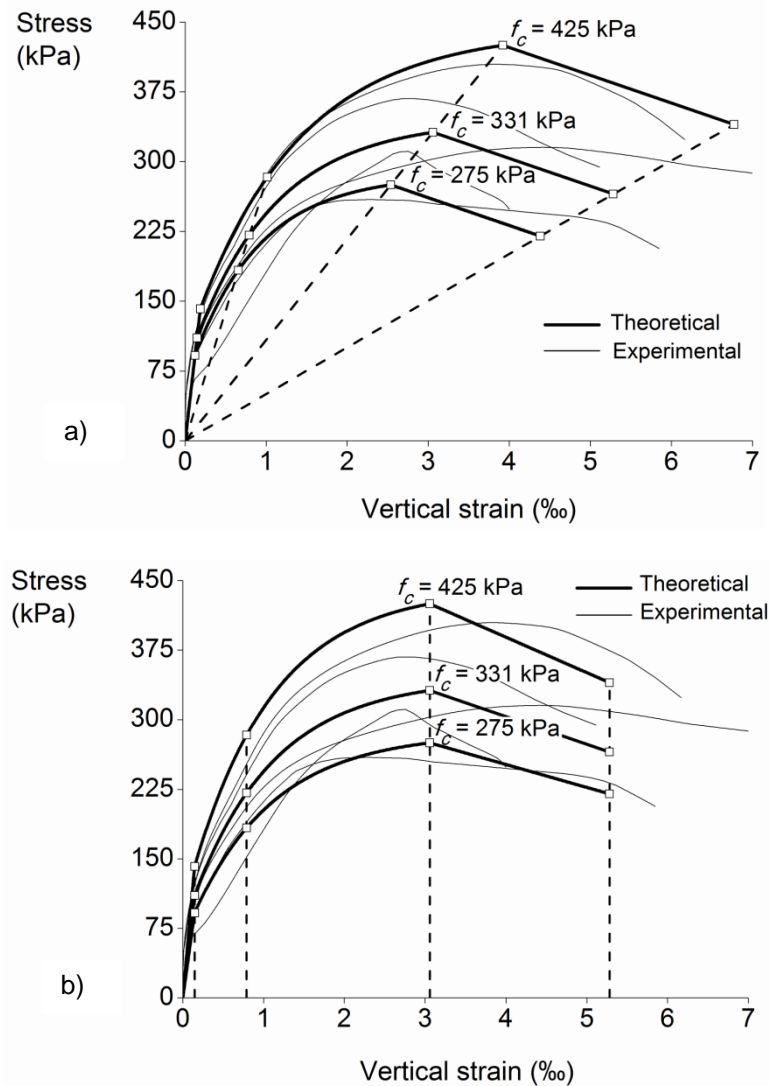 Stress
(kPa)
450
375
300
225
150
75
0
f_c = 425 kPa
f_c = 331 kPa
f_c = 275 kPa
Theoretical
Experimental
a)
0 1 2 3 4 5 6 7
Vertical strain (‰)
Stress
(kPa)
450
375
300
225
150
75
0
f_c = 425 kPa
f_c = 331 kPa
f_c = 275 kPa
Theoretical
Experimental
b)
0 1 2 3 4 5 6 7
Vertical strain (‰)